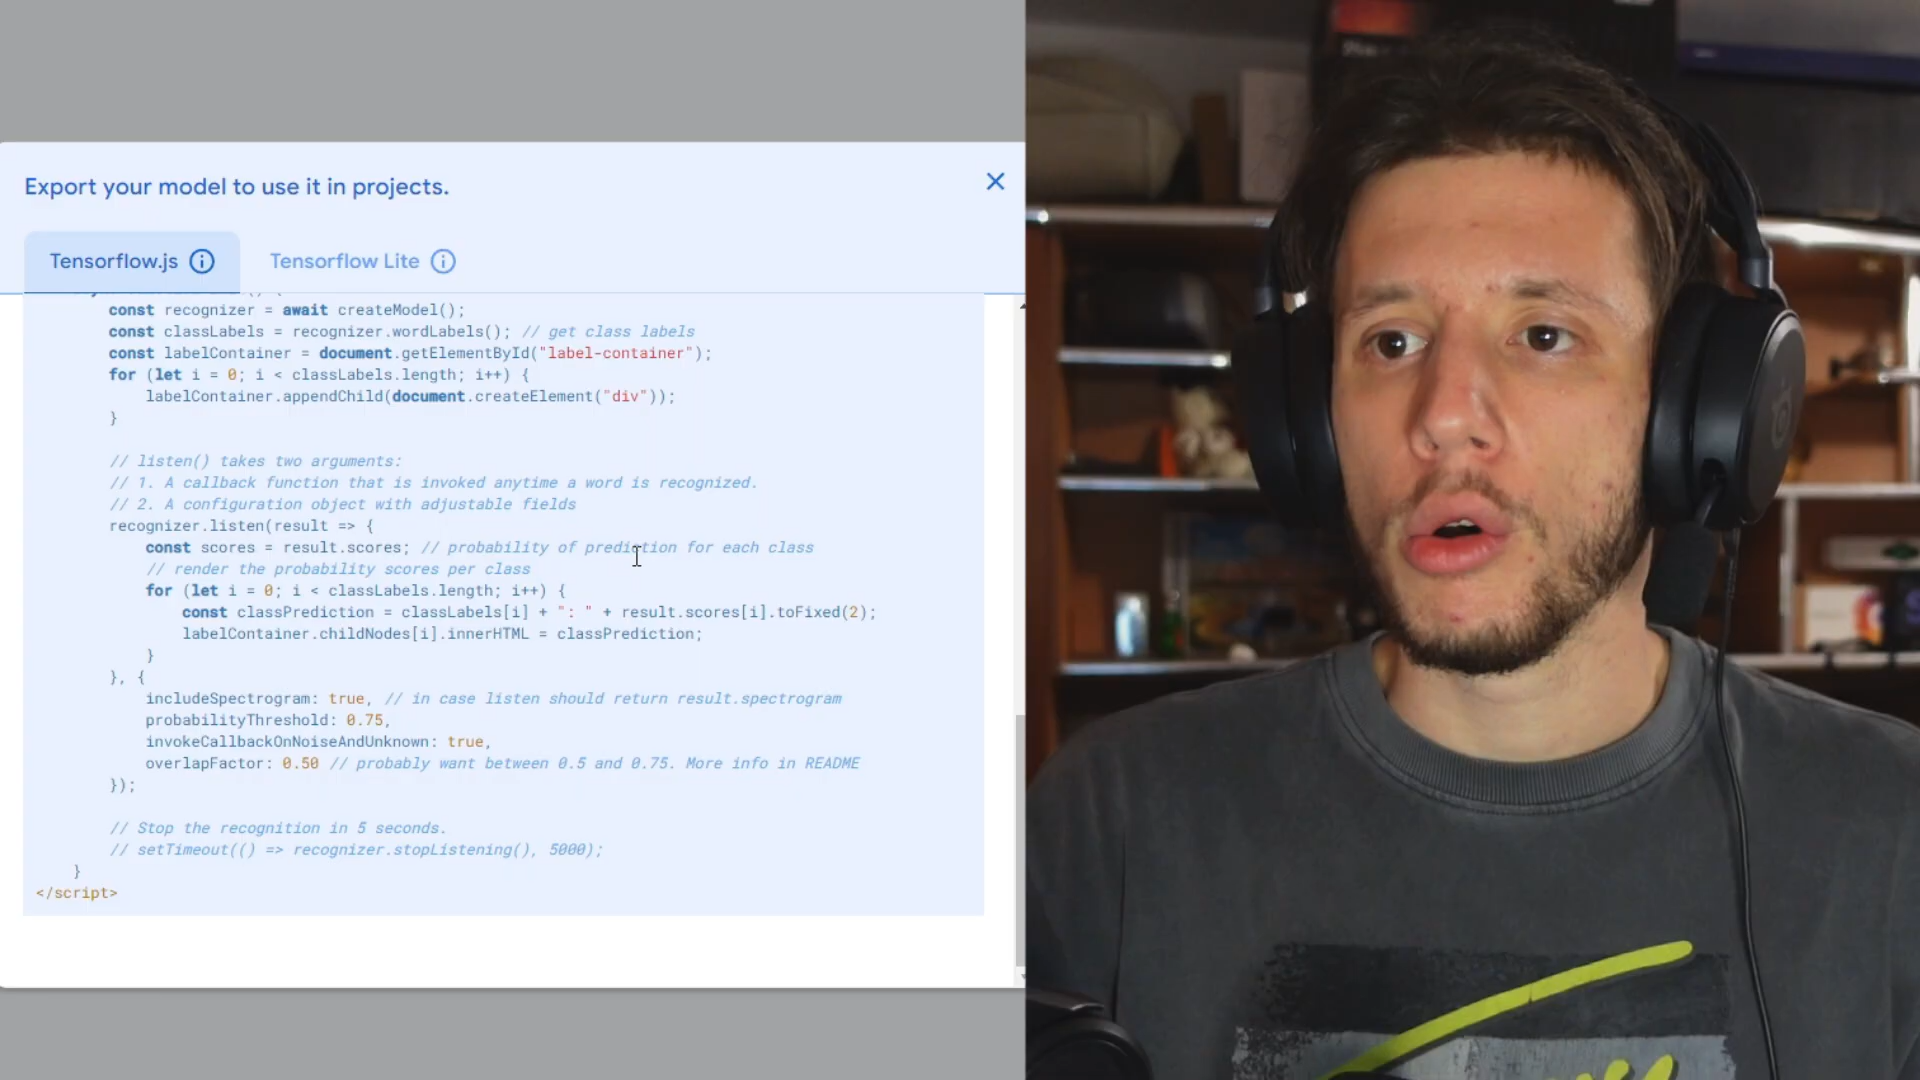 Export your model to use it in projects.
Tensorflow.js
Tensorflow Lite
const recognizer = await createModel();
const classLabels = recognizer.wordLabels(); // get class labels
const labelContainer = document.getElementById("label-container");
for (let i = 0; i < classLabels.length; i++) {
labelContainer.appendChild(document.createElement("div"));
}
// listen() takes two arguments:
// 1. A callback function that is invoked anytime a word is recognized.
// 2. A configuration object with adjustable fields
recognizer.listen(result => {
const scores = result.scores; // probability of prediction for each class
// render the probability scores per class
for (let i = 0; i < classLabels.length; i++) {
const classPrediction = classLabels[i] + ": " + result.scores[i].toFixed(2);
labelContainer.childNodes[i].innerHTML = classPrediction;
}
}, {
includeSpectrogram: true, // in case listen should return result.spectrogram
probabilityThreshold: 0.75,
invokeCallbackOnNoiseAndUnknown: true,
overlapFactor: 0.50 // probably want between 0.5 and 0.75. More info in README
});
// Stop the recognition in 5 seconds.
// setTimeout(() => recognizer.stopListening(), 5000);
}
</script>